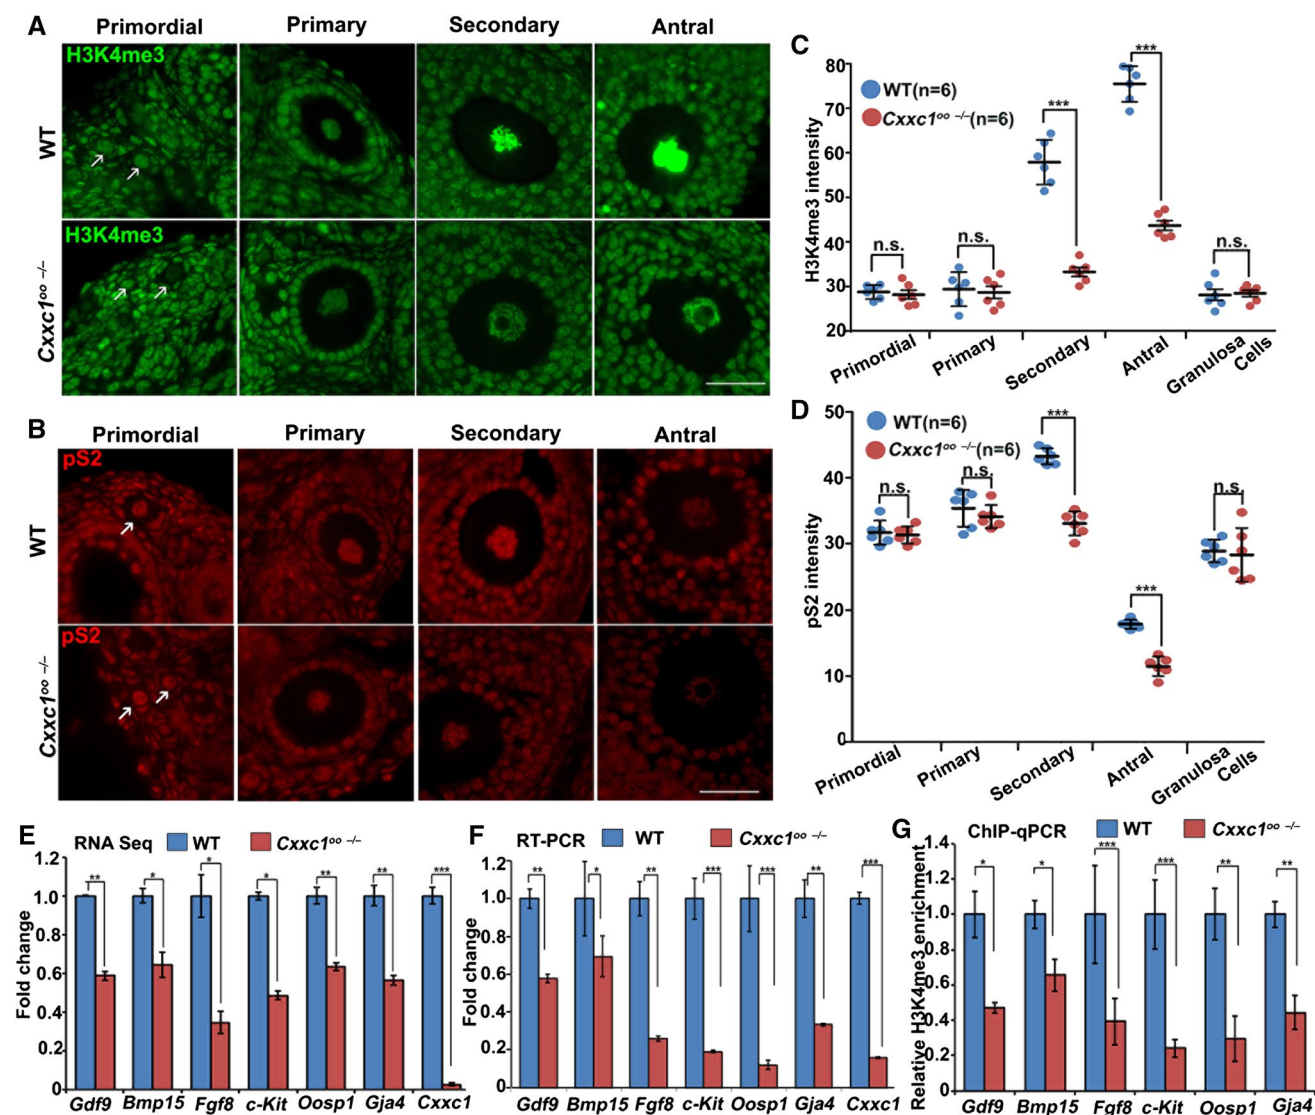 A
Primordial Primary Secondary Antral
WT
H3K4me3
Cxxc1oo −/−
H3K4me3
B
Primordial Primary Secondary Antral
WT
pS2
Cxxc1oo −/−
pS2
C
WT(n=6)
Cxxc1oo −/−(n=6)
H3K4me3 intensity
80
70
60
50
40
30
20
n.s. n.s. *** *** n.s.
Primordial Primary Secondary Antral Granulosa Cells
D
WT(n=6)
Cxxc1oo −/−(n=6)
pS2 intensity
50
40
30
20
10
0
n.s. n.s. *** *** n.s.
Primordial Primary Secondary Antral Granulosa Cells
E
RNA Seq WT Cxxc1oo −/−
Fold change
1.2
1.0
0.8
0.6
0.4
0.2
0
** * * * ** ** ***
Gdf9 Bmp15 Fgf8 c-Kit Oosp1 Gja4 Cxxc1
F
RT-PCR WT Cxxc1oo −/−
Fold change
1.2
1.0
0.8
0.6
0.4
0.2
0
** * ** *** *** ** ***
Gdf9 Bmp15 Fgf8 c-Kit Oosp1 Gja4 Cxxc1
G
ChIP-qPCR WT Cxxc1oo −/−
Relative H3K4me3 enrichment
1.4
1.2
1.0
0.8
0.6
0.4
0.2
0
* * *** *** ** **
Gdf9 Bmp15 Fgf8 c-Kit Oosp1 Gja4